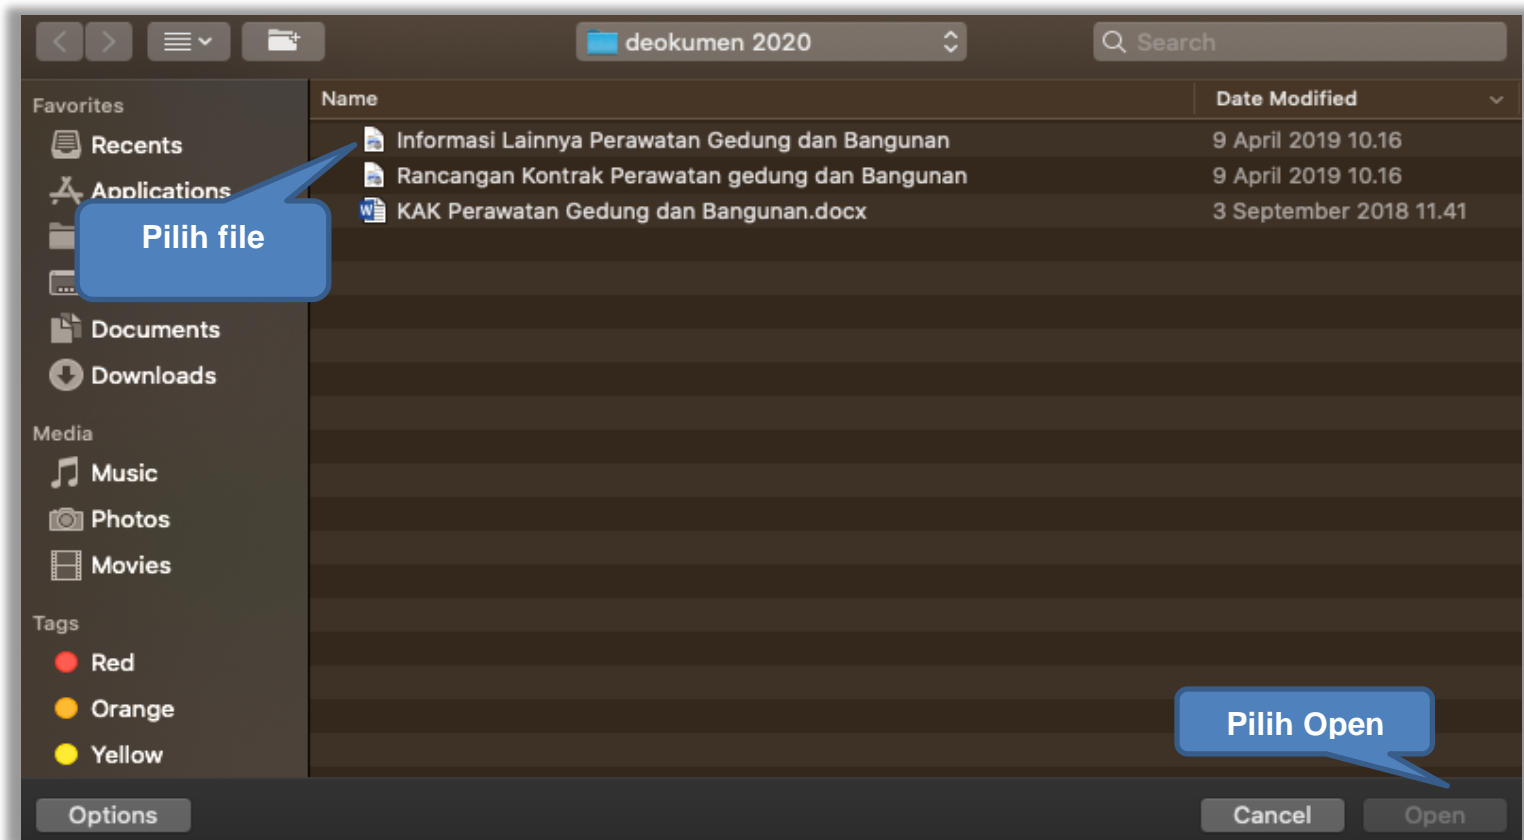 deokumen 2020
Search
Favorites
Name
Date Modified
Recents
Informasi Lainnya Perawatan Gedung dan Bangunan
9 April 2019 10.16
Applications
Rancangan Kontrak Perawatan gedung dan Bangunan
9 April 2019 10.16
KAK Perawatan Gedung dan Bangunan.docx
3 September 2018 11.41
Pilih file
Documents
Downloads
Media
Music
Photos
Movies
Tags
Red
Orange
Yellow
Pilih Open
Options
Cancel
Open